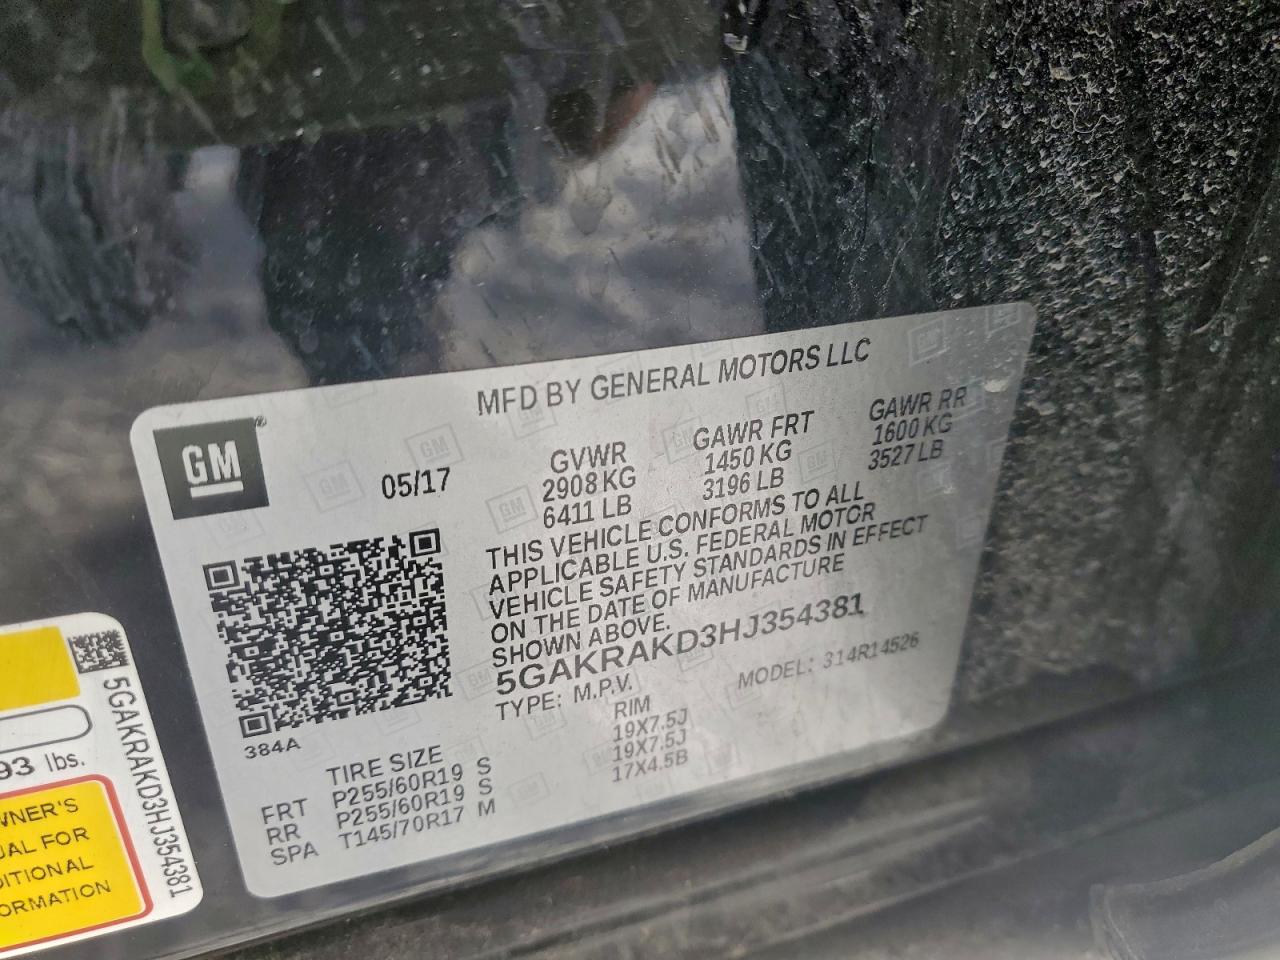 MFD BY GENERAL MOTORS LLC
GM®
05/17
GVWR GAWR FRT GAWR RR
2908 KG 1450 KG 1600 KG
6411 LB 3196 LB 3527 LB
THIS VEHICLE CONFORMS TO ALL
APPLICABLE U.S. FEDERAL MOTOR
VEHICLE SAFETY STANDARDS IN EFFECT
ON THE DATE OF MANUFACTURE
SHOWN ABOVE.
5GAKRAKD3HJ354381
TYPE: M.P.V. MODEL: 314R14526
384A
TIRE SIZE RIM
FRT P255/60R19 S 19X7.5J
RR P255/60R19 S 19X7.5J
SPA T145/70R17 M 17X4.5B
5GAKRAKD3HJ354381
93 lbs.
WNER'S
UAL FOR
DITIONAL
ORMATION